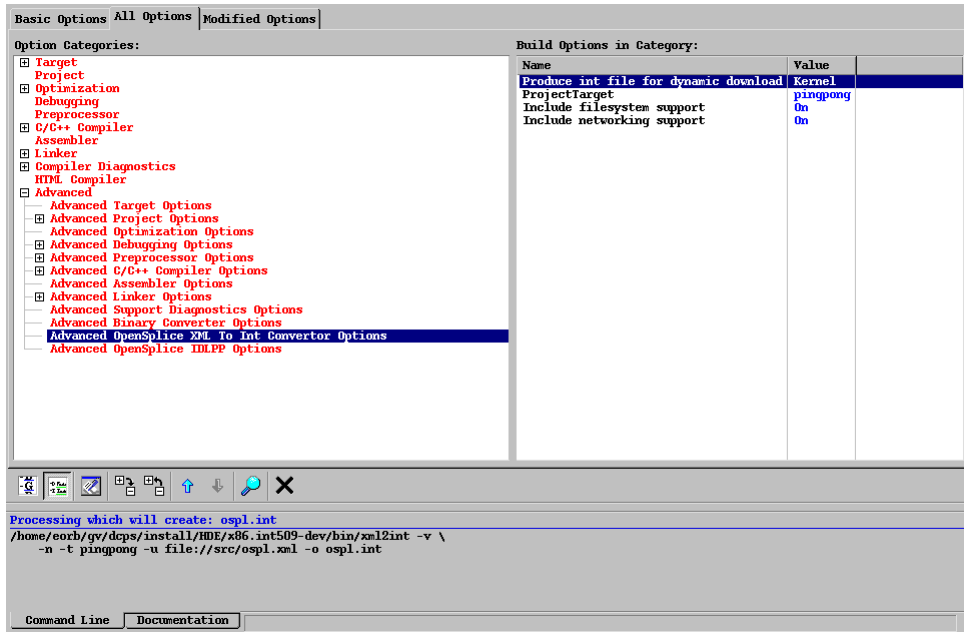 Basic Options All Options Modified Options
Option Categories:
Target
Project
Optimization
Debugging
Preprocessor
C/C++ Compiler
Assembler
Linker
Compiler Diagnostics
HTML Compiler
Advanced
Advanced Target Options
Advanced Project Options
Advanced Optimization Options
Advanced Debugging Options
Advanced Preprocessor Options
Advanced C/C++ Compiler Options
Advanced Assembler Options
Advanced Linker Options
Advanced Support Diagnostics Options
Advanced Binary Converter Options
Advanced OpenSplice XML To Int Convertor Options
Advanced OpenSplice IDLPP Options
Build Options in Category:
Name Value
Produce int file for dynamic download Kernel
ProjectTarget pingpong
Include filesystem support On
Include networking support On
Processing which will create: ospl.int
/home/eorb/gv/dcps/install/HDE/x86.int509-dev/bin/xml2int -v \
-n -t pingpong -u file://src/ospl.xml -o ospl.int
Command Line Documentation